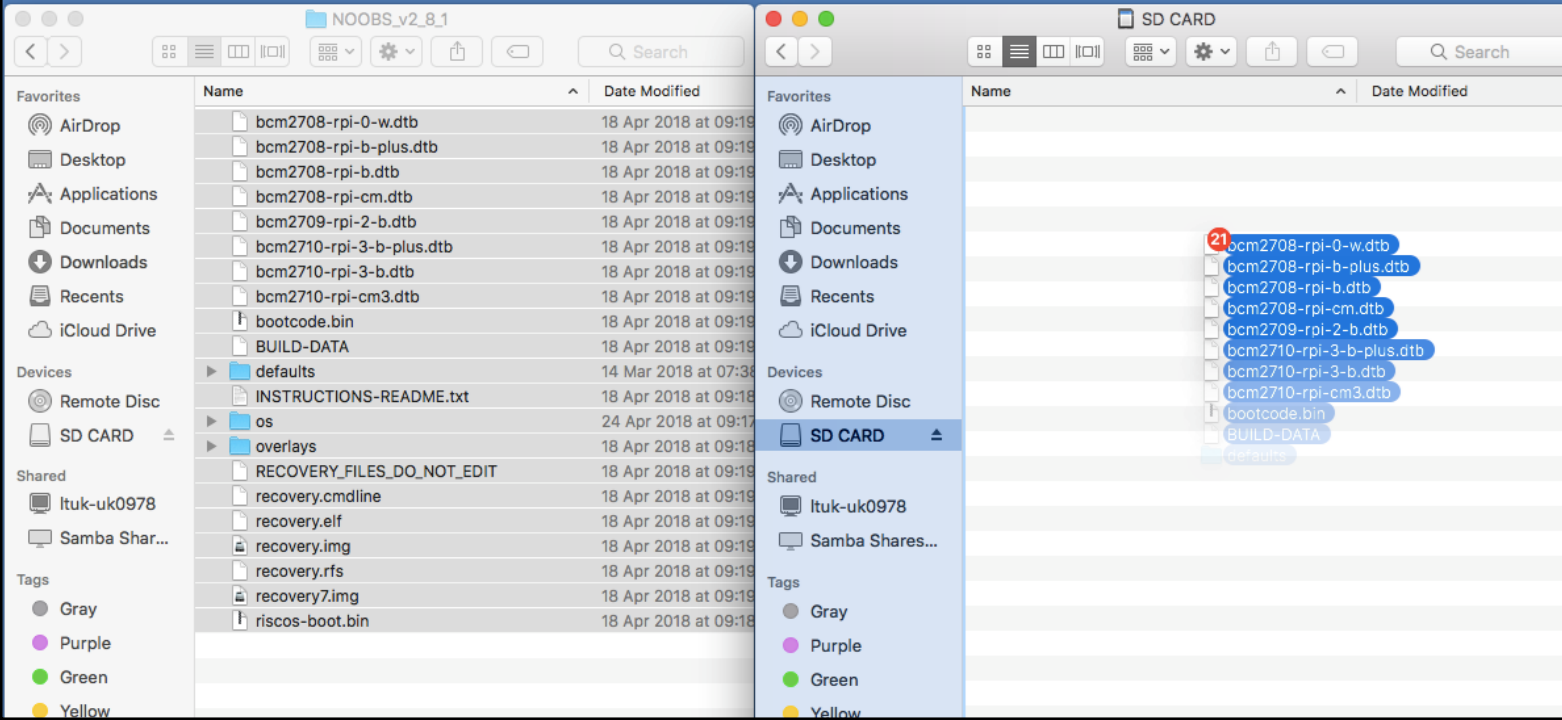 NOOBS_v2_8_1
Search
Favorites
AirDrop
Desktop
Applications
Documents
Downloads
Recents
iCloud Drive
Devices
Remote Disc
SD CARD
Shared
ltuk-uk0978
Samba Shar...
Tags
Gray
Purple
Green
Yellow
Name Date Modified
bcm2708-rpi-0-w.dtb 18 Apr 2018 at 09:19
bcm2708-rpi-b-plus.dtb 18 Apr 2018 at 09:19
bcm2708-rpi-b.dtb 18 Apr 2018 at 09:19
bcm2708-rpi-cm.dtb 18 Apr 2018 at 09:19
bcm2709-rpi-2-b.dtb 18 Apr 2018 at 09:19
bcm2710-rpi-3-b-plus.dtb 18 Apr 2018 at 09:19
bcm2710-rpi-3-b.dtb 18 Apr 2018 at 09:19
bcm2710-rpi-cm3.dtb 18 Apr 2018 at 09:19
bootcode.bin 18 Apr 2018 at 09:19
BUILD-DATA 18 Apr 2018 at 09:19
defaults 14 Mar 2018 at 07:38
INSTRUCTIONS-README.txt 18 Apr 2018 at 09:18
os 24 Apr 2018 at 09:17
overlays 18 Apr 2018 at 09:18
RECOVERY_FILES_DO_NOT_EDIT 18 Apr 2018 at 09:19
recovery.cmdline 18 Apr 2018 at 09:18
recovery.elf 18 Apr 2018 at 09:19
recovery.img 18 Apr 2018 at 09:19
recovery.rfs 18 Apr 2018 at 09:19
recovery7.img 18 Apr 2018 at 09:19
riscos-boot.bin 18 Apr 2018 at 09:18
SD CARD
Search
Favorites
AirDrop
Desktop
Applications
Documents
Downloads
Recents
iCloud Drive
Devices
Remote Disc
SD CARD
Shared
ltuk-uk0978
Samba Shares...
Tags
Gray
Purple
Green
Yellow
Name Date Modified
21
bcm2708-rpi-0-w.dtb
bcm2708-rpi-b-plus.dtb
bcm2708-rpi-b.dtb
bcm2708-rpi-cm.dtb
bcm2709-rpi-2-b.dtb
bcm2710-rpi-3-b-plus.dtb
bcm2710-rpi-3-b.dtb
bcm2710-rpi-cm3.dtb
bootcode.bin
BUILD-DATA
defaults